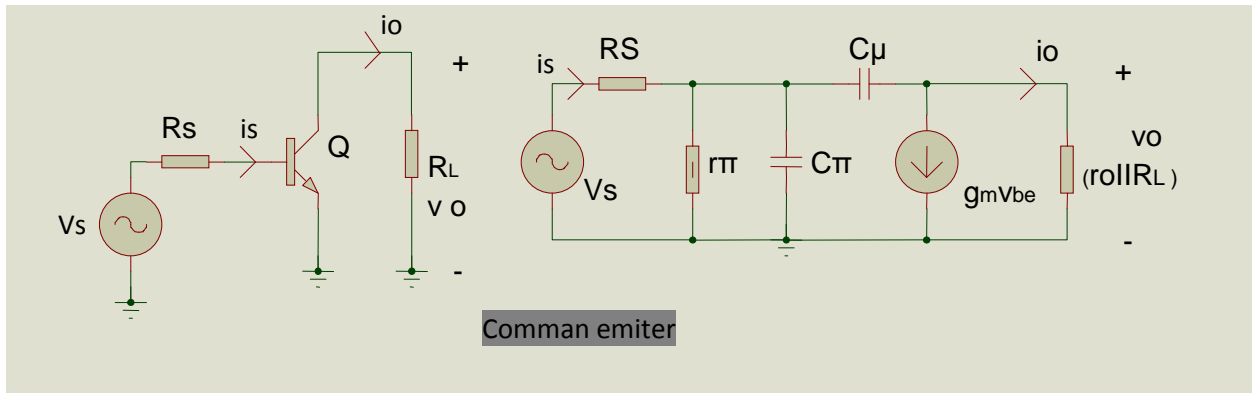 io
+
Rs
is
Q
RL
v o
Vs
-
is
RS
Cμ
io
+
Vs
rπ
Cπ
gmvbe
vo
(roIIRL )
-
Comman emiter